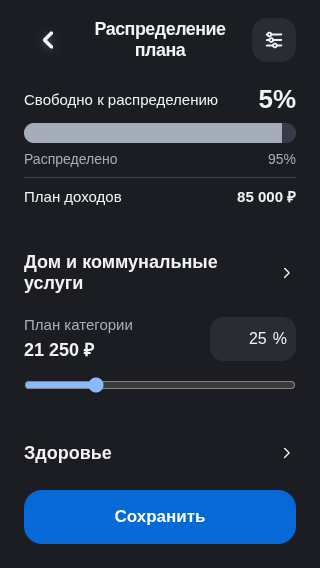 Распределение
плана
Свободно к распределению 5%
Распределено 95%
План доходов 85 000 ₽
Дом и коммунальные
услуги
План категории
21 250 ₽
25 %
Здоровье
Сохранить